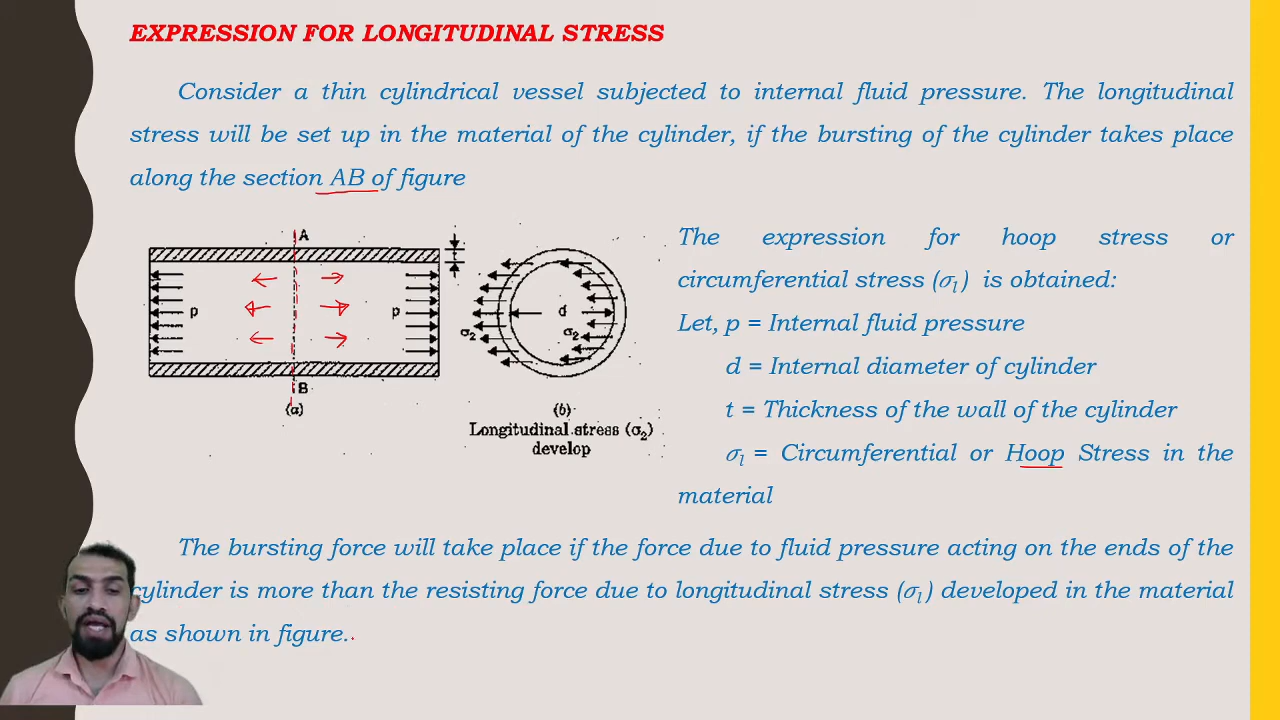 EXPRESSION FOR LONGITUDINAL STRESS
Consider a thin cylindrical vessel subjected to internal fluid pressure. The longitudinal
stress will be set up in the material of the cylinder, if the bursting of the cylinder takes place
along the section AB of figure
A
p
p
B
(a)
t
σ2
d
σ2
(b)
Longitudinal stress (σ2)
develop
The expression for hoop stress or
circumferential stress (σl) is obtained:
Let, p = Internal fluid pressure
d = Internal diameter of cylinder
t = Thickness of the wall of the cylinder
σl = Circumferential or Hoop Stress in the
material
The bursting force will take place if the force due to fluid pressure acting on the ends of the
cylinder is more than the resisting force due to longitudinal stress (σl) developed in the material
as shown in figure.